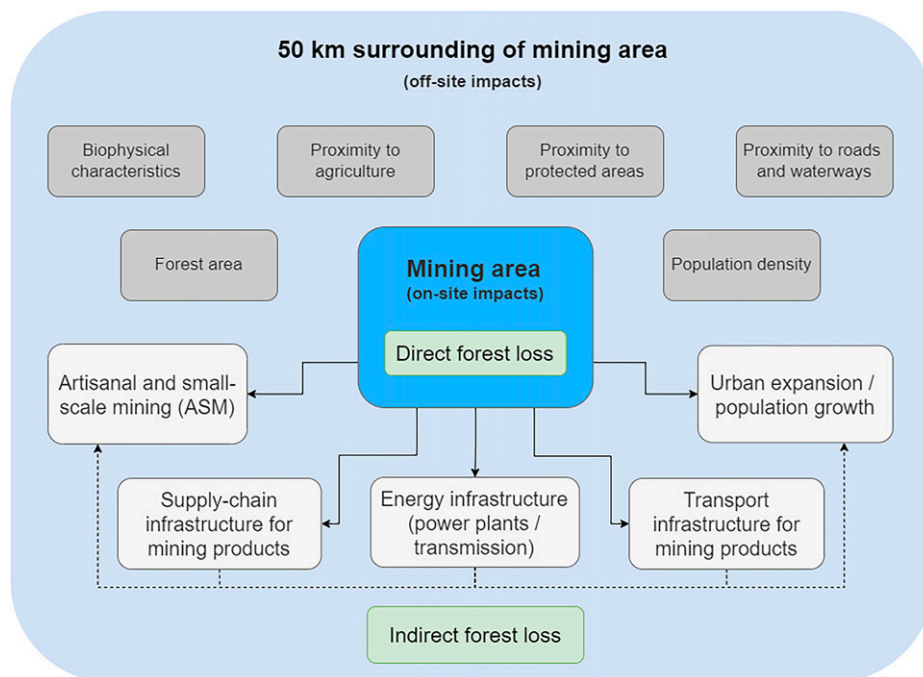 50 km surrounding of mining area
(off-site impacts)
Biophysical
characteristics
Proximity to
agriculture
Proximity to
protected areas
Proximity to roads
and waterways
Forest area
Mining area
(on-site impacts)
Population density
Direct forest loss
Artisanal and small-
scale mining (ASM)
Urban expansion /
population growth
Supply-chain
infrastructure for
mining products
Energy infrastructure
(power plants /
transmission)
Transport
infrastructure for
mining products
Indirect forest loss